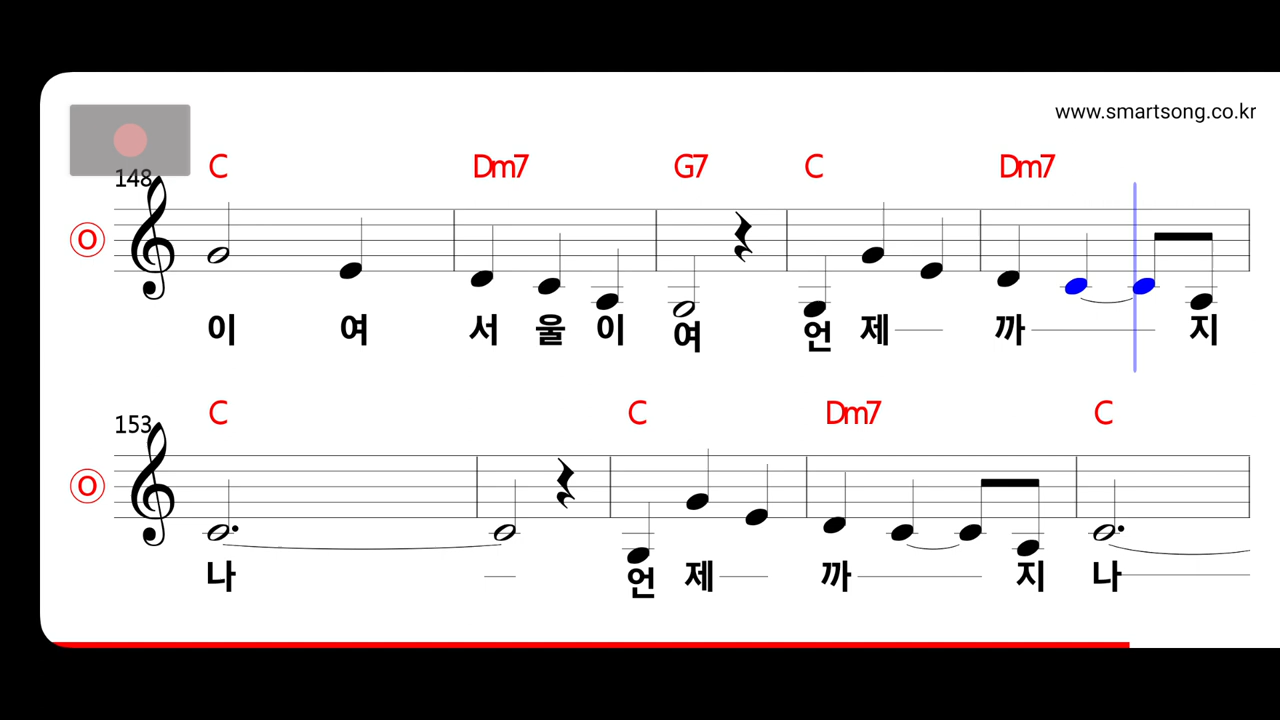 www.smartsong.co.kr
C Dm7 G7 C Dm7
148
O
이 여 서 울 이 여 언 제 까 지
C C Dm7 C
153
O
나 언 제 까 지 나